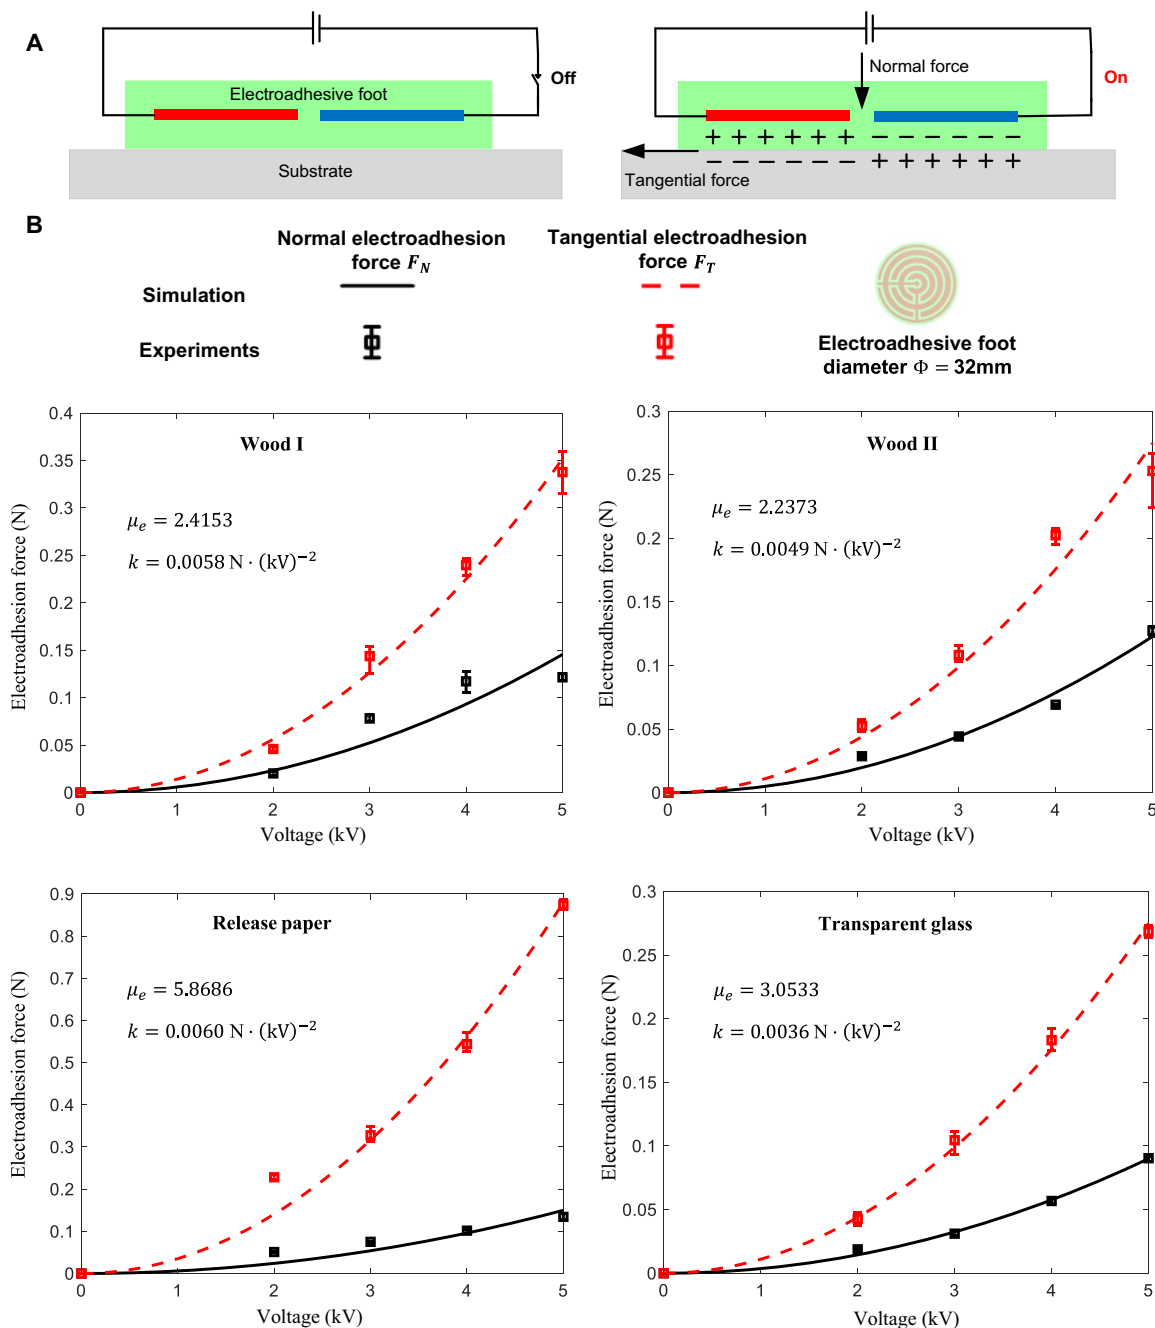 A
Off
Electroadhesive foot
Substrate
Normal force
On
+ + + + + + − − − − − −
− − − − − − + + + + + +
Tangential force
B
Normal electroadhesion
force F_N
Tangential electroadhesion
force F_T
Simulation
Experiments
Electroadhesive foot
diameter Φ = 32mm
Wood I
μ_e = 2.4153
k = 0.0058 N · (kV)^−2
Electroadhesion force (N)
0.4
0.35
0.3
0.25
0.2
0.15
0.1
0.05
0
0 1 2 3 4 5
Voltage (kV)
Wood II
μ_e = 2.2373
k = 0.0049 N · (kV)^−2
Electroadhesion force (N)
0.3
0.25
0.2
0.15
0.1
0.05
0
0 1 2 3 4 5
Voltage (kV)
Release paper
μ_e = 5.8686
k = 0.0060 N · (kV)^−2
Electroadhesion force (N)
0.9
0.8
0.7
0.6
0.5
0.4
0.3
0.2
0.1
0
0 1 2 3 4 5
Voltage (kV)
Transparent glass
μ_e = 3.0533
k = 0.0036 N · (kV)^−2
Electroadhesion force (N)
0.3
0.25
0.2
0.15
0.1
0.05
0
0 1 2 3 4 5
Voltage (kV)